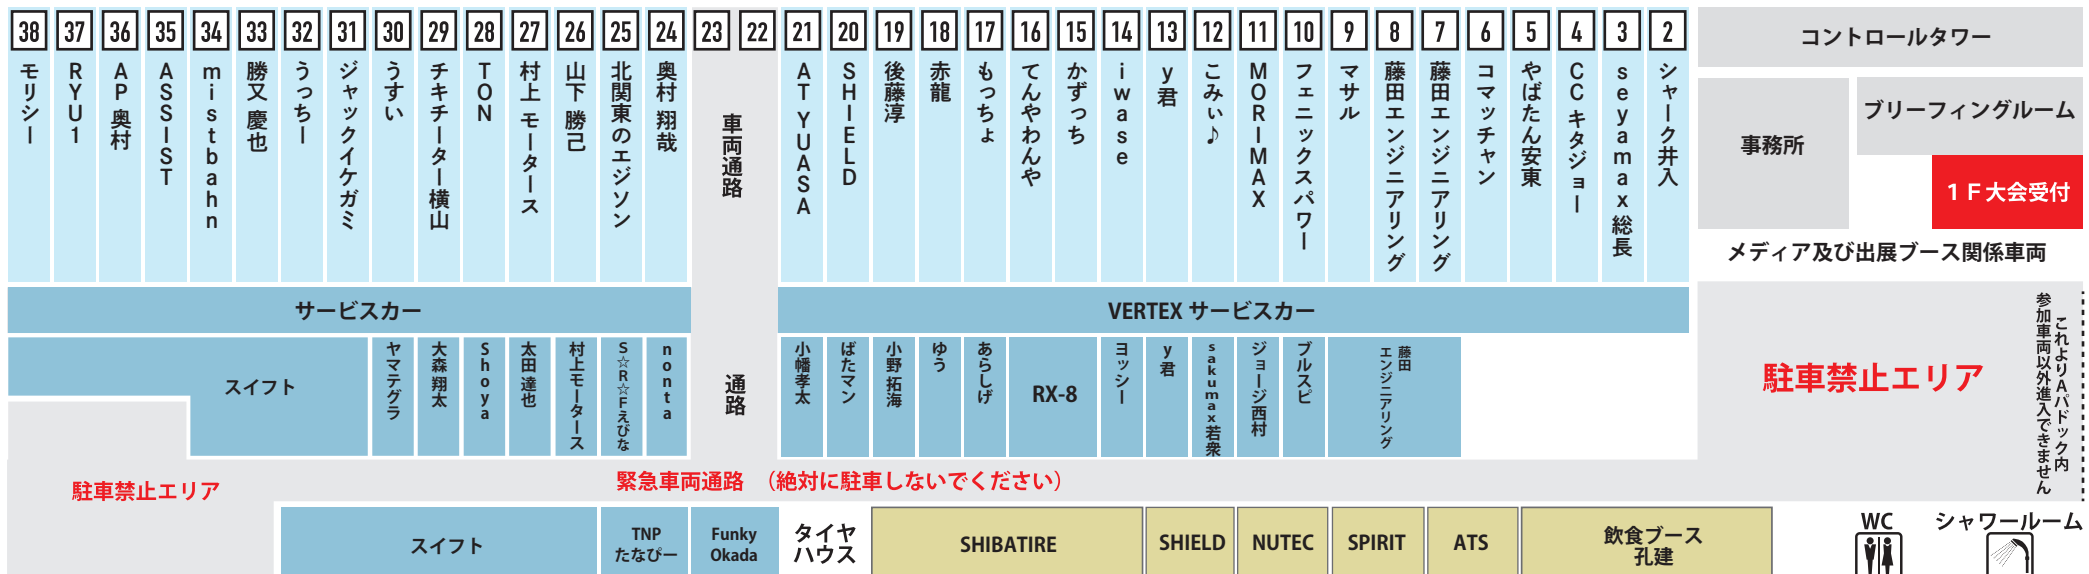 38 37 36 35 34 33 32 31 30 29 28 27 26 25 24 23 22 21 20 19 18 17 16 15 14 13 12 11 10 9 8 7 6 5 4 3 2
モリシー
RYU1
AP 奥村
ASSIST
mistbahn
勝又 慶也
うっちー
ジャックイケガミ
うすい
チキチーター横山
TON
村上 モータース
山下 勝己
北関東のエジソン
奥村 翔哉
車両通路
AT YUASA
SHIELD
後藤淳
赤龍
もっちょ
てんやわんや
かずっち
iwase
y君
こみぃ♪
MORIMAX
フェニックスパワー
マサル
藤田エンジニアリング
藤田エンジニアリング
コマッチャン
やばたん安東
CC キタジョー
seyamax 総長
シャーク井入
コントロールタワー
事務所
ブリーフィングルーム
1F大会受付
メディア及び出展ブース関係車両
サービスカー
VERTEX サービスカー
スイフト
ヤマテグラ
大森 翔太
Shoya
太田 達也
村上モータース
S☆R☆Fえびな
nonta
通路
小幡孝太
ばたマン
小野 拓海
ゆう
あらしげ
RX-8
ヨッシー
y君
sakumax若衆
ジョージ西村
ブルスピ
藤田
エンジニアリング
駐車禁止エリア
これよりAパドック内
参加車両以外進入できません
駐車禁止エリア
緊急車両通路 （絶対に駐車しないでください）
スイフト
TNP
たなぴー
Funky
Okada
タイヤ
ハウス
SHIBATIRE
SHIELD
NUTEC
SPIRIT
ATS
飲食ブース
孔建
WC
シャワールーム